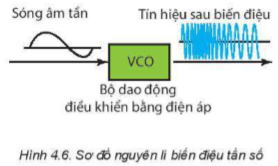 Sóng âm tần
Tín hiệu sau biến điệu
VCO
Bộ dao động
điều khiển bằng điện áp
Hình 4.6. Sơ đồ nguyên lí biến điệu tần số